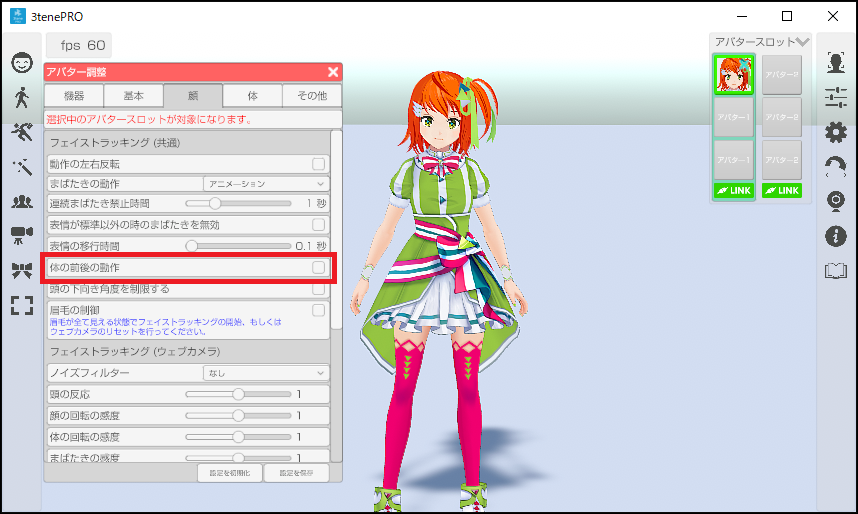 3tenePRO
fps 60
アバター調整
機器 基本 顔 体 その他
選択中のアバタースロットが対象になります。
フェイストラッキング (共通)
動作の左右反転
まばたきの動作 アニメーション
連続まばたき禁止時間 1 秒
表情が標準以外の時のまばたきを無効
表情の移行時間 0.1 秒
体の前後の動作
頭の下向き角度を制限する
眉毛の制御
眉毛が全て見える状態でフェイストラッキングの開始、もしくは
ウェブカメラのリセットを行ってください。
フェイストラッキング (ウェブカメラ)
ノイズフィルター なし
頭の反応 1
顔の回転の感度 1
体の回転の感度 1
まばたきの感度 1
設定を初期化 設定を保存
アバタースロット
アバター2
アバター1 アバター2
アバター1 アバター2
LINK LINK